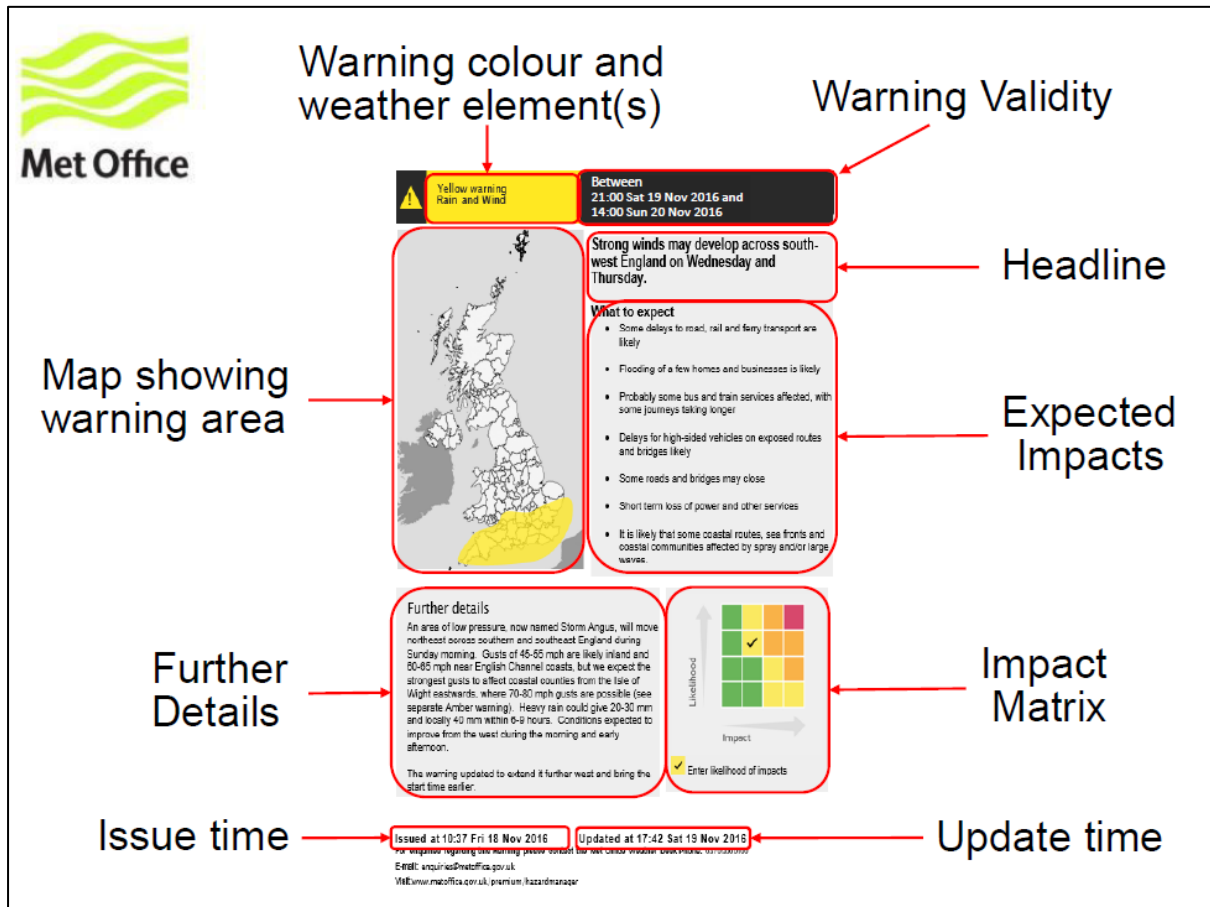 Met Office
Warning colour and
weather element(s)
Warning Validity
Yellow warning
Rain and Wind
Between
21:00 Sat 19 Nov 2016 and
14:00 Sun 20 Nov 2016
Strong winds may develop across south-
west England on Wednesday and
Thursday.
Headline
What to expect
• Some delays to road, rail and ferry transport are
likely
• Flooding of a few homes and businesses is likely
• Probably some bus and train services affected, with
some journeys taking longer
• Delays for high-sided vehicles on exposed routes
and bridges likely
• Some roads and bridges may close
• Short term loss of power and other services
• It is likely that some coastal routes, sea fronts and
coastal communities affected by spray and/or large
waves.
Map showing
warning area
Expected
Impacts
Further details
An area of low pressure, now named Storm Angus, will move
northeast across southern and southeast England during
Sunday morning. Gusts of 45-55 mph are likely inland and
60-65 mph near English Channel coasts, but we expect the
strongest gusts to affect coastal counties from the Isle of
Wight eastwards, where 70-80 mph gusts are possible (see
separate Amber warning). Heavy rain could give 20-30 mm
and locally 40 mm within 6-9 hours. Conditions expected to
improve from the west during the morning and early
afternoon.
The warning updated to extend it further west and bring the
start time earlier.
Further
Details
Likelihood
Impact
Enter likelihood of impacts
Impact
Matrix
Issue time
Issued at 10:37 Fri 18 Nov 2016
Updated at 17:42 Sat 19 Nov 2016
Update time
For enquiries regarding this warning please contact the Met Office Weather Desk Phone:
E-mail: enquiries@metoffice.gov.uk
Visit:www.metoffice.gov.uk/premium/hazardmanager